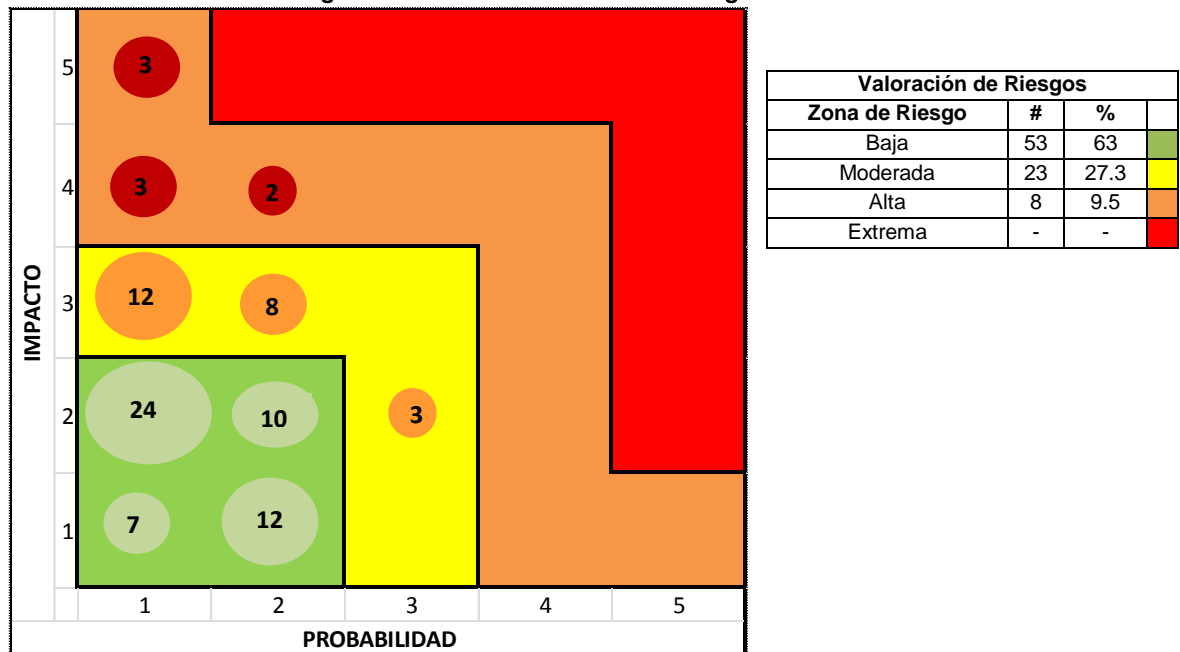 5
3
4
3
2
IMPACTO
3
12
8
2
24
10
3
1
7
12
1 2 3 4 5
PROBABILIDAD
Valoración de Riesgos
Zona de Riesgo # %
Baja 53 63
Moderada 23 27.3
Alta 8 9.5
Extrema - -